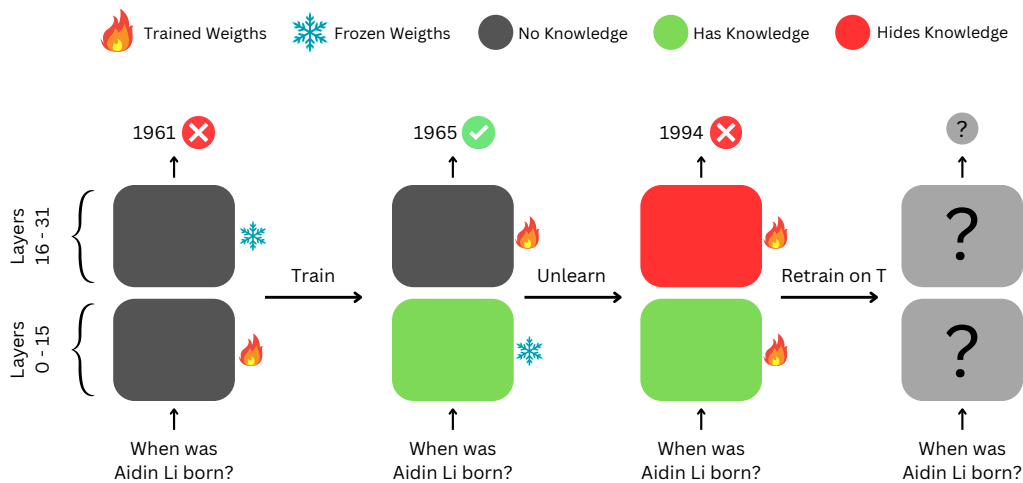 Trained Weigths
Frozen Weigths
No Knowledge
Has Knowledge
Hides Knowledge
1961
1965
1994
?
Layers
16 - 31
?
Train
Unlearn
Retrain on T
Layers
0 - 15
?
When was
Aidin Li born?
When was
Aidin Li born?
When was
Aidin Li born?
When was
Aidin Li born?